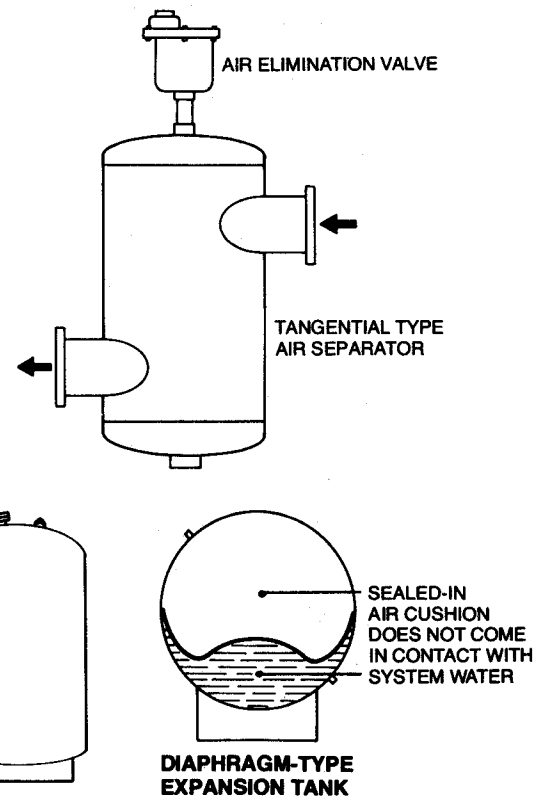 AIR ELIMINATION VALVE
TANGENTIAL TYPE
AIR SEPARATOR
SEALED-IN
AIR CUSHION
DOES NOT COME
IN CONTACT WITH
SYSTEM WATER
DIAPHRAGM-TYPE
EXPANSION TANK